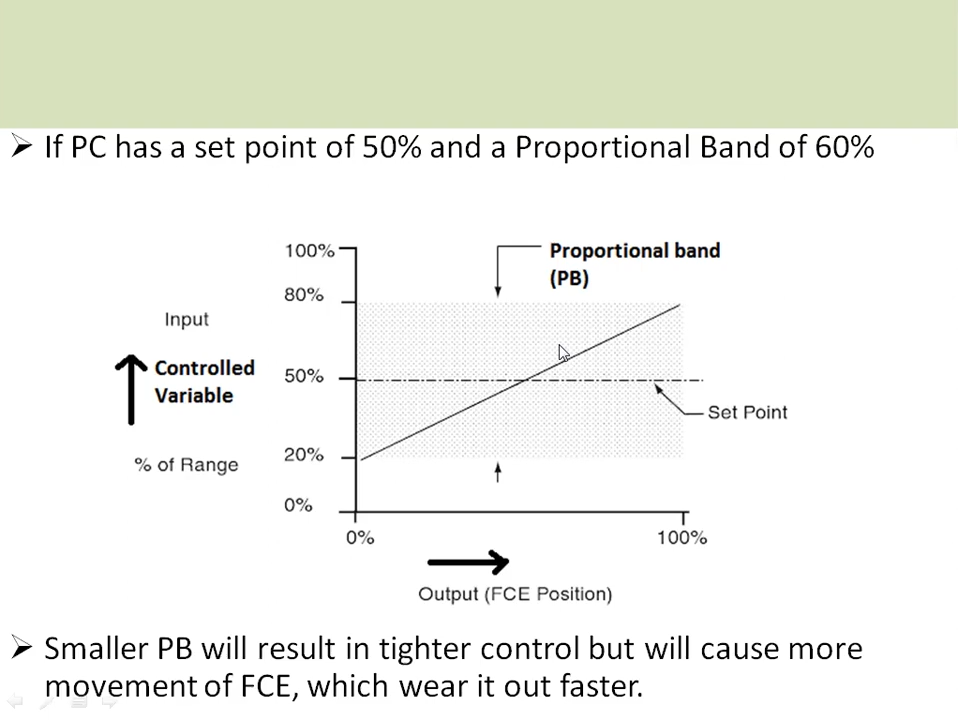 ➢ If PC has a set point of 50% and a Proportional Band of 60%
100%
Proportional band
(PB)
80%
Input
Controlled
Variable
50%
Set Point
20%
% of Range
0%
0%
100%
Output (FCE Position)
➢ Smaller PB will result in tighter control but will cause more
movement of FCE, which wear it out faster.